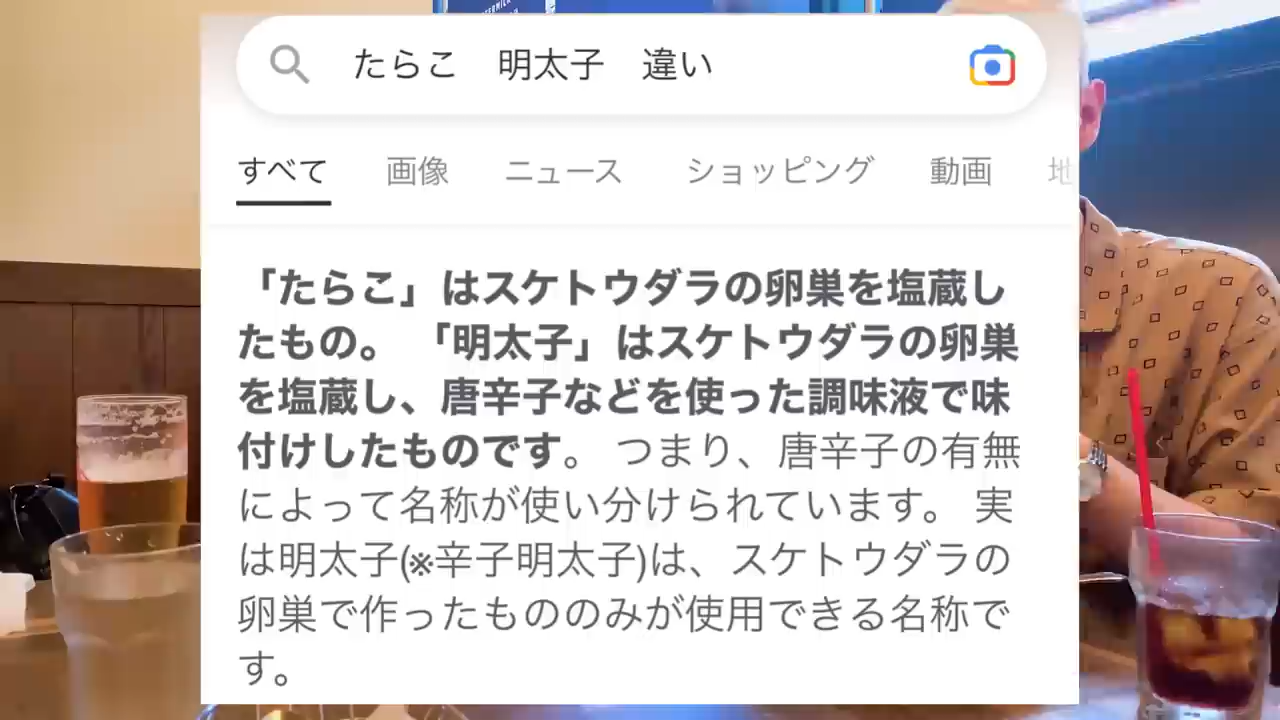 たらこ 明太子 違い
すべて 画像 ニュース ショッピング 動画 地
「たらこ」はスケトウダラの卵巣を塩蔵し
たもの。 「明太子」はスケトウダラの卵巣
を塩蔵し、唐辛子などを使った調味液で味
付けしたものです。 つまり、唐辛子の有無
によって名称が使い分けられています。 実
は明太子(※辛子明太子)は、スケトウダラの
卵巣で作ったもののみが使用できる名称で
す。